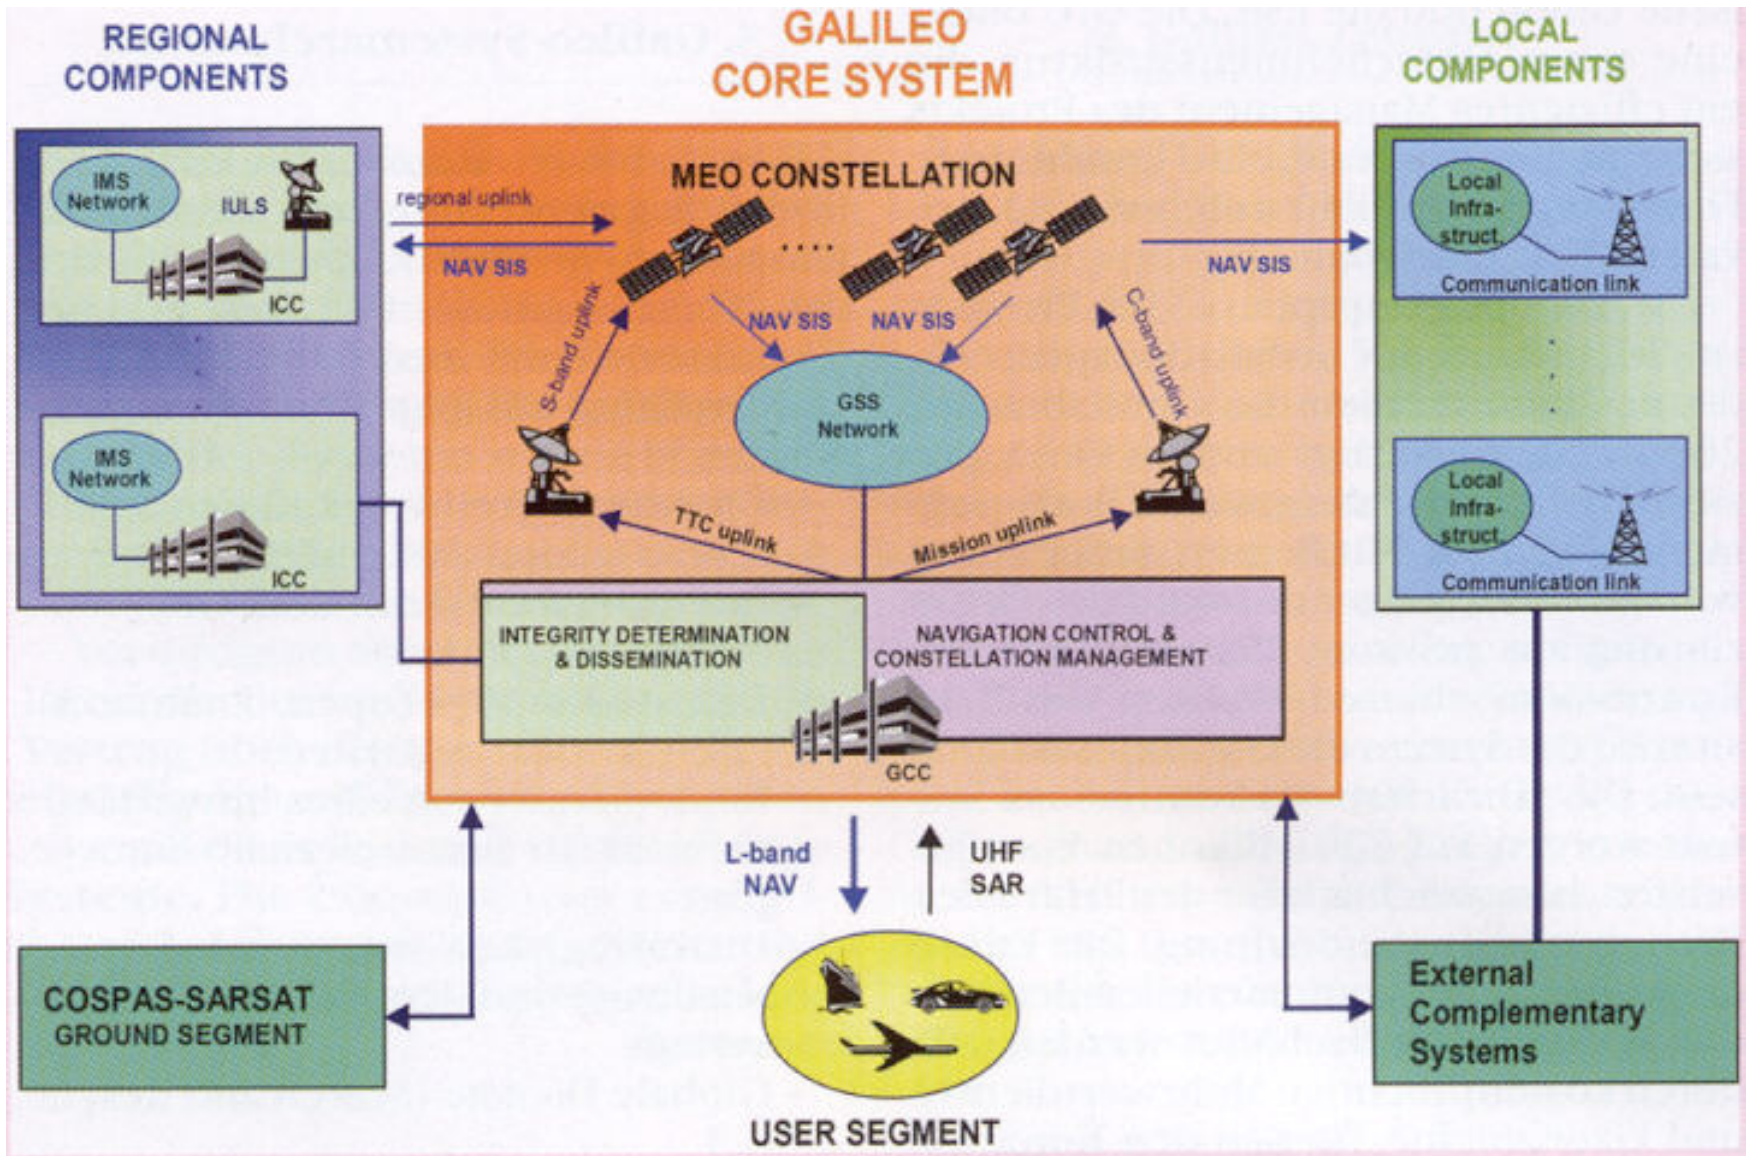 REGIONAL
COMPONENTS
GALILEO
CORE SYSTEM
LOCAL
COMPONENTS
IMS
Network
IULS
ICC
IMS
Network
ICC
regional uplink
NAV SIS
MEO CONSTELLATION
....
NAV SIS
NAV SIS
NAV SIS
S-band uplink
C-band uplink
GSS
Network
TTC uplink
Mission uplink
INTEGRITY DETERMINATION
& DISSEMINATION
NAVIGATION CONTROL &
CONSTELLATION MANAGEMENT
GCC
Local
Infra-
struct.
Communication link
Local
Infra-
struct.
Communication link
L-band
NAV
UHF
SAR
COSPAS-SARSAT
GROUND SEGMENT
External
Complementary
Systems
USER SEGMENT